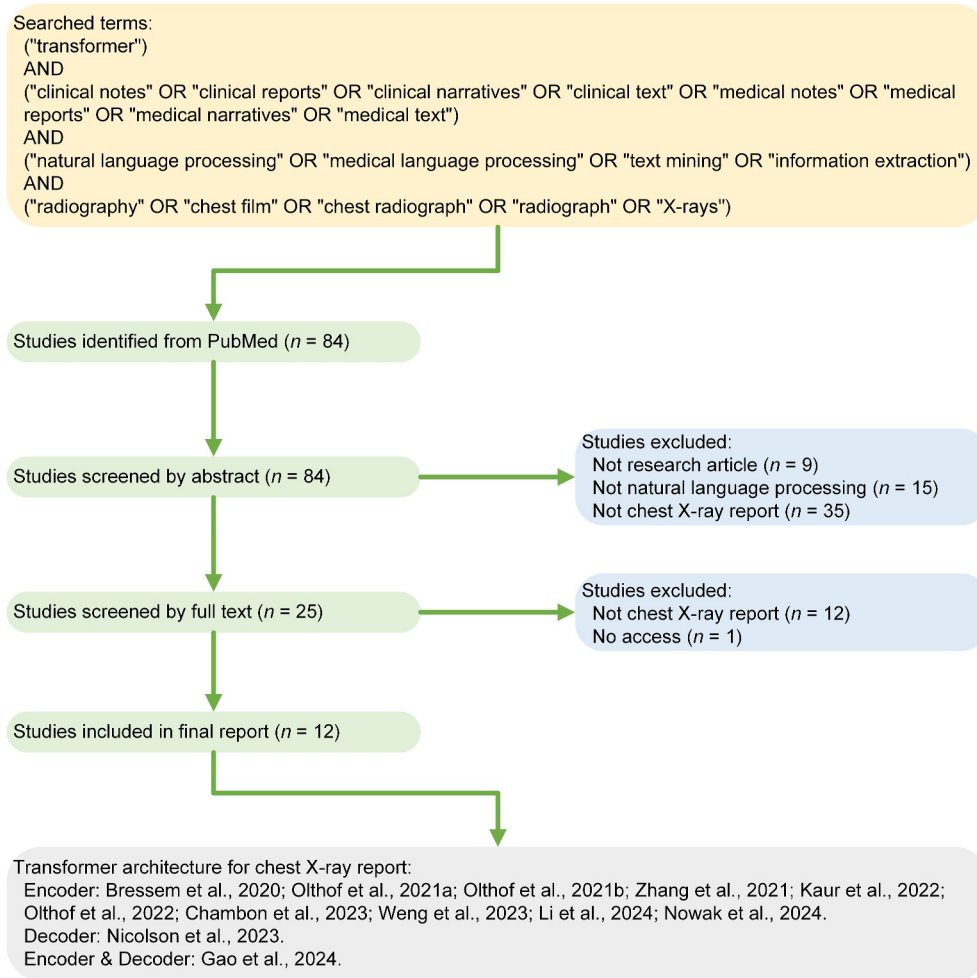 Searched terms:
("transformer")
AND
("clinical notes" OR "clinical reports" OR "clinical narratives" OR "clinical text" OR "medical notes" OR "medical
reports" OR "medical narratives" OR "medical text")
AND
("natural language processing" OR "medical language processing" OR "text mining" OR "information extraction")
AND
("radiography" OR "chest film" OR "chest radiograph" OR "radiograph" OR "X-rays")
Studies identified from PubMed (n = 84)
Studies screened by abstract (n = 84)
Studies excluded:
Not research article (n = 9)
Not natural language processing (n = 15)
Not chest X-ray report (n = 35)
Studies screened by full text (n = 25)
Studies excluded:
Not chest X-ray report (n = 12)
No access (n = 1)
Studies included in final report (n = 12)
Transformer architecture for chest X-ray report:
Encoder: Bressem et al., 2020; Olthof et al., 2021a; Olthof et al., 2021b; Zhang et al., 2021; Kaur et al., 2022;
Olthof et al., 2022; Chambon et al., 2023; Weng et al., 2023; Li et al., 2024; Nowak et al., 2024.
Decoder: Nicolson et al., 2023.
Encoder & Decoder: Gao et al., 2024.